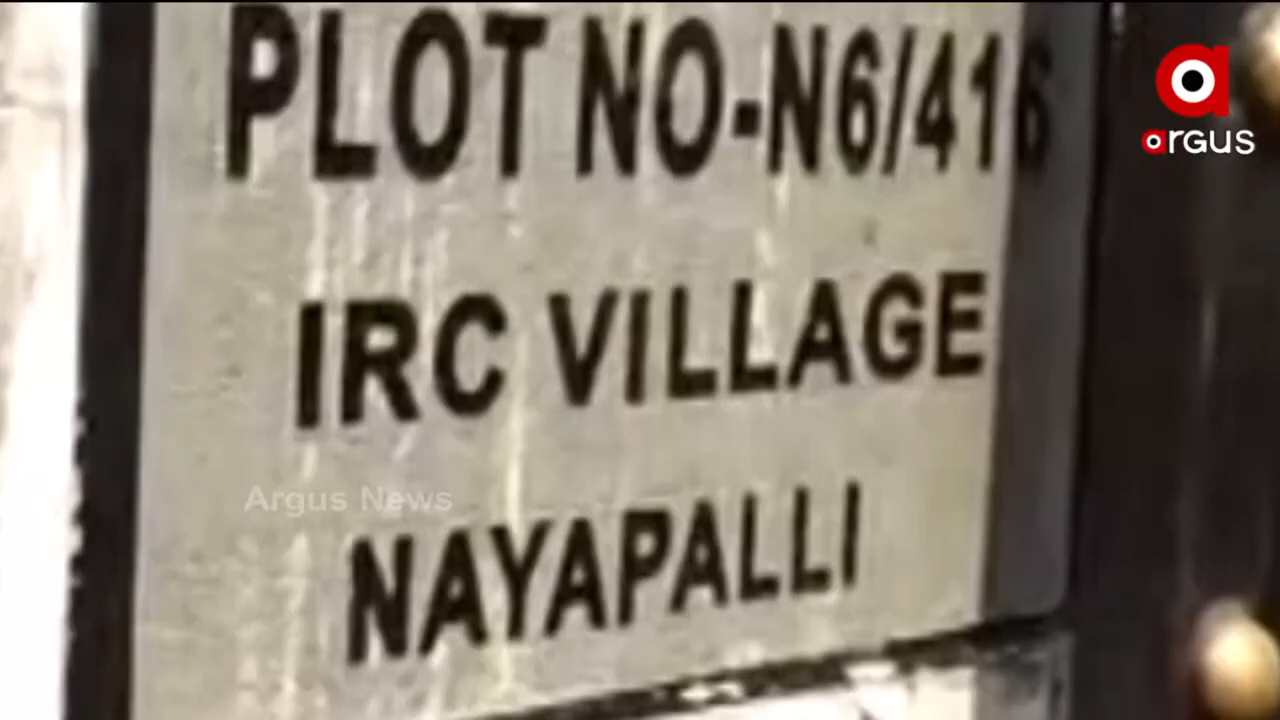 PLOT NO-N6/416
argus
IRC VILLAGE
Argus News
NAYAPALLI